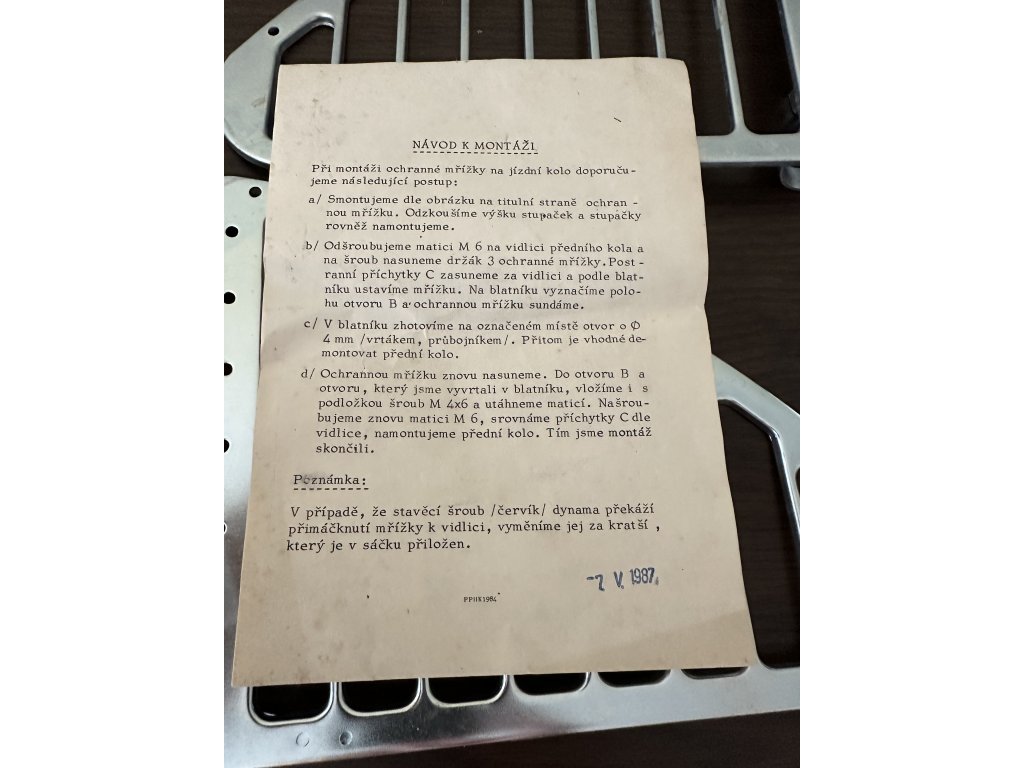 NÁVOD K MONTÁŽI
Při montáži ochranné mřížky na jízdní kolo doporuču-
jeme následující postup:
a/ Smontujeme dle obrázku na titulní straně ochran -
nou mřížku. Odzkoušíme výšku stupaček a stupačky
rovněž namontujeme.
b/ Odšroubujeme matici M 6 na vidlici předního kola a
na šroub nasuneme držák 3 ochranné mřížky. Post -
ranní příchytky C zasuneme za vidlici a podle blat-
níku ustavíme mřížku. Na blatníku vyznačíme polo-
hu otvoru B a ochrannou mřížku sundáme.
c/ V blatníku zhotovíme na označeném místě otvor o Ø
4 mm /vrtákem, průbojníkem/. Přitom je vhodné de-
montovat přední kolo.
d/ Ochrannou mřížku znovu nasuneme. Do otvoru B a
otvoru, který jsme vyvrtali v blatníku, vložíme i s
podložkou šroub M 4x6 a utáhneme maticí. Našrou-
bujeme znovu matici M 6, srovnáme příchytky C dle
vidlice, namontujeme přední kolo. Tím jsme montáž
skončili.
Poznámka:
V případě, že stavěcí šroub /červík/ dynama překáží
přimáčknutí mřížky k vidlici, vyměníme jej za kratší ,
který je v sáčku přiložen.
-7. V. 1987